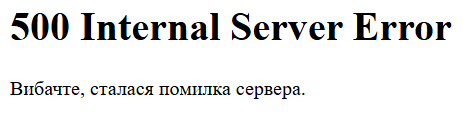 500 Internal Server Error
Вибачте, сталася помилка сервера.